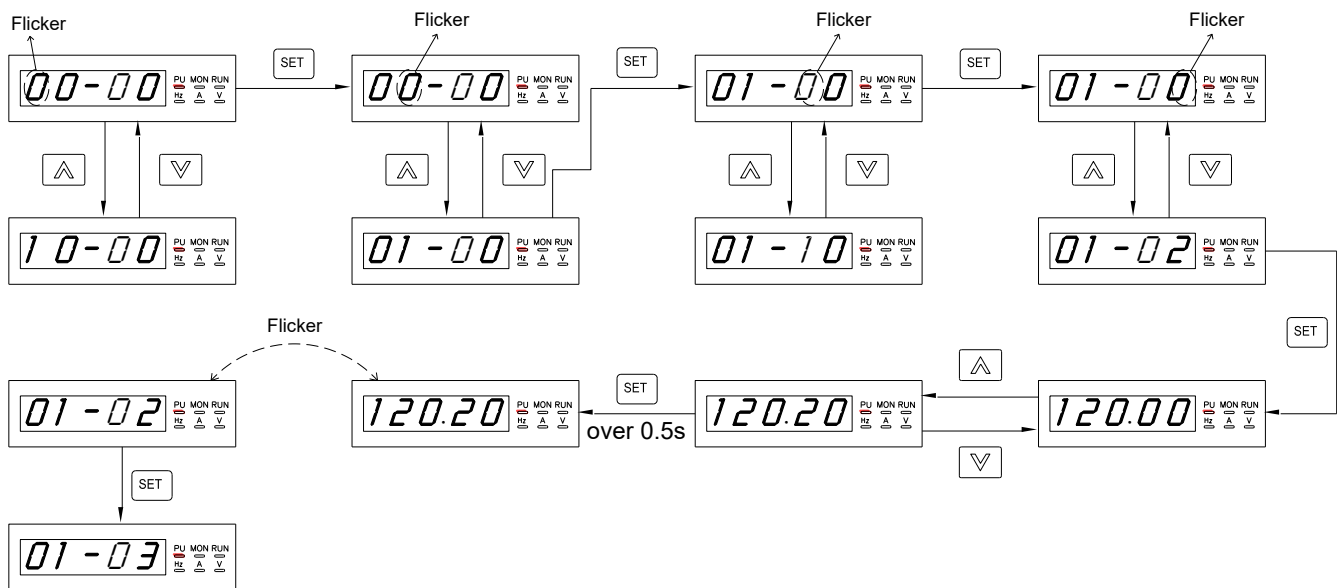 Flicker
Flicker
Flicker
Flicker
00-00 PU MON RUN Hz A V
SET
00-00 PU MON RUN Hz A V
SET
01-00 PU MON RUN Hz A V
SET
01-00 PU MON RUN Hz A V
10-00 PU MON RUN Hz A V
01-00 PU MON RUN Hz A V
01-10 PU MON RUN Hz A V
01-02 PU MON RUN Hz A V
SET
Flicker
01-02 PU MON RUN Hz A V
120.20 PU MON RUN Hz A V
SET
over 0.5s
120.20 PU MON RUN Hz A V
120.00 PU MON RUN Hz A V
SET
01-03 PU MON RUN Hz A V